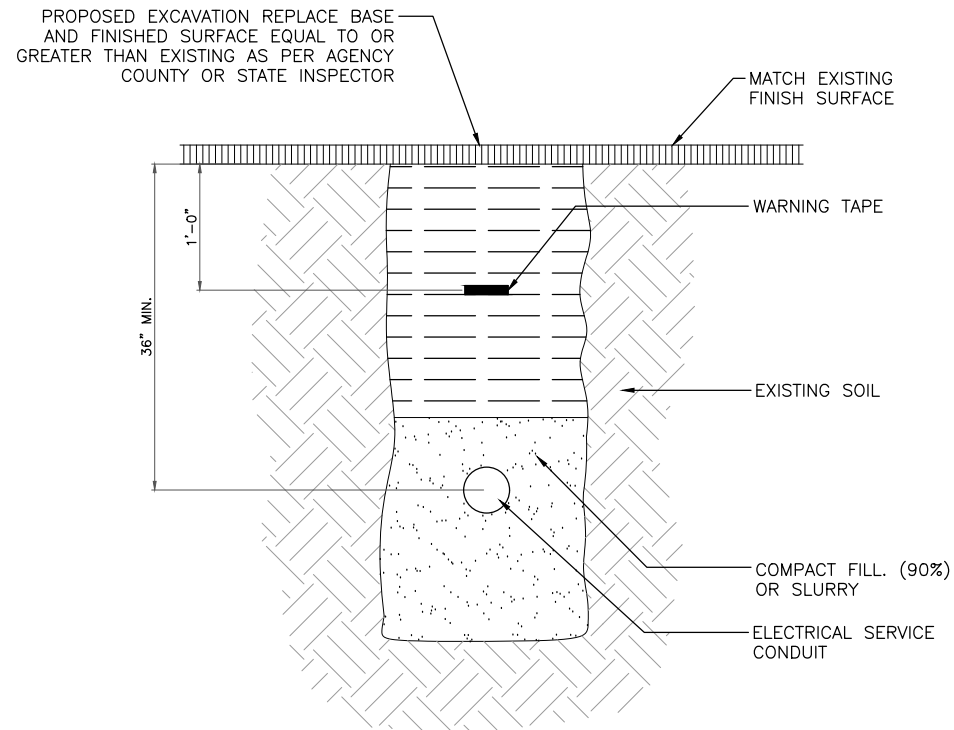 PROPOSED EXCAVATION REPLACE BASE
AND FINISHED SURFACE EQUAL TO OR
GREATER THAN EXISTING AS PER AGENCY
COUNTY OR STATE INSPECTOR
MATCH EXISTING
FINISH SURFACE
WARNING TAPE
1'-0"
36" MIN.
EXISTING SOIL
COMPACT FILL. (90%)
OR SLURRY
ELECTRICAL SERVICE
CONDUIT